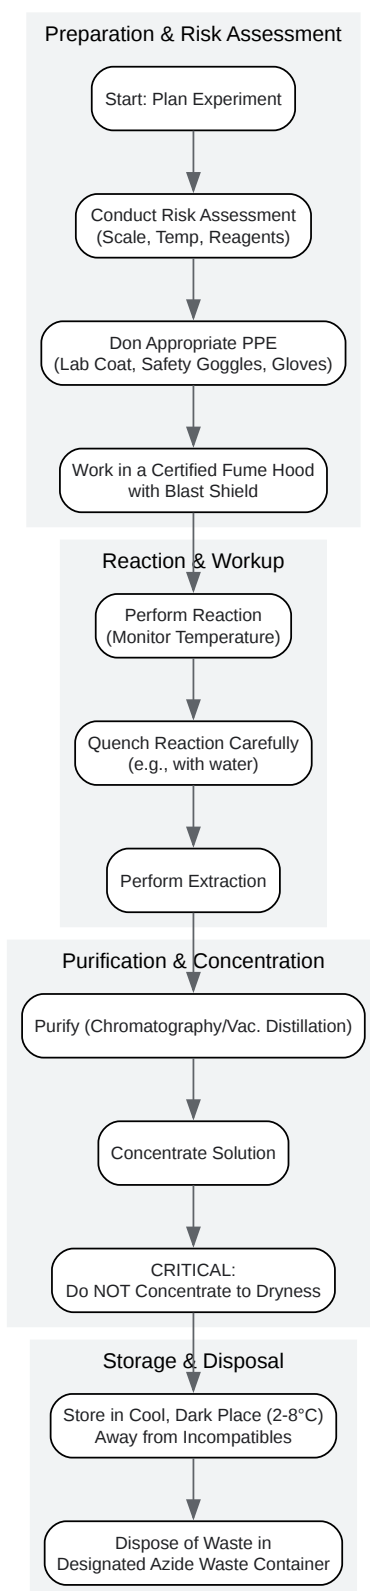 Preparation & Risk Assessment
Start: Plan Experiment
Conduct Risk Assessment
(Scale, Temp, Reagents)
Don Appropriate PPE
(Lab Coat, Safety Goggles, Gloves)
Work in a Certified Fume Hood
with Blast Shield
Reaction & Workup
Perform Reaction
(Monitor Temperature)
Quench Reaction Carefully
(e.g., with water)
Perform Extraction
Purification & Concentration
Purify (Chromatography/Vac. Distillation)
Concentrate Solution
CRITICAL:
Do NOT Concentrate to Dryness
Storage & Disposal
Store in Cool, Dark Place (2-8°C)
Away from Incompatibles
Dispose of Waste in
Designated Azide Waste Container